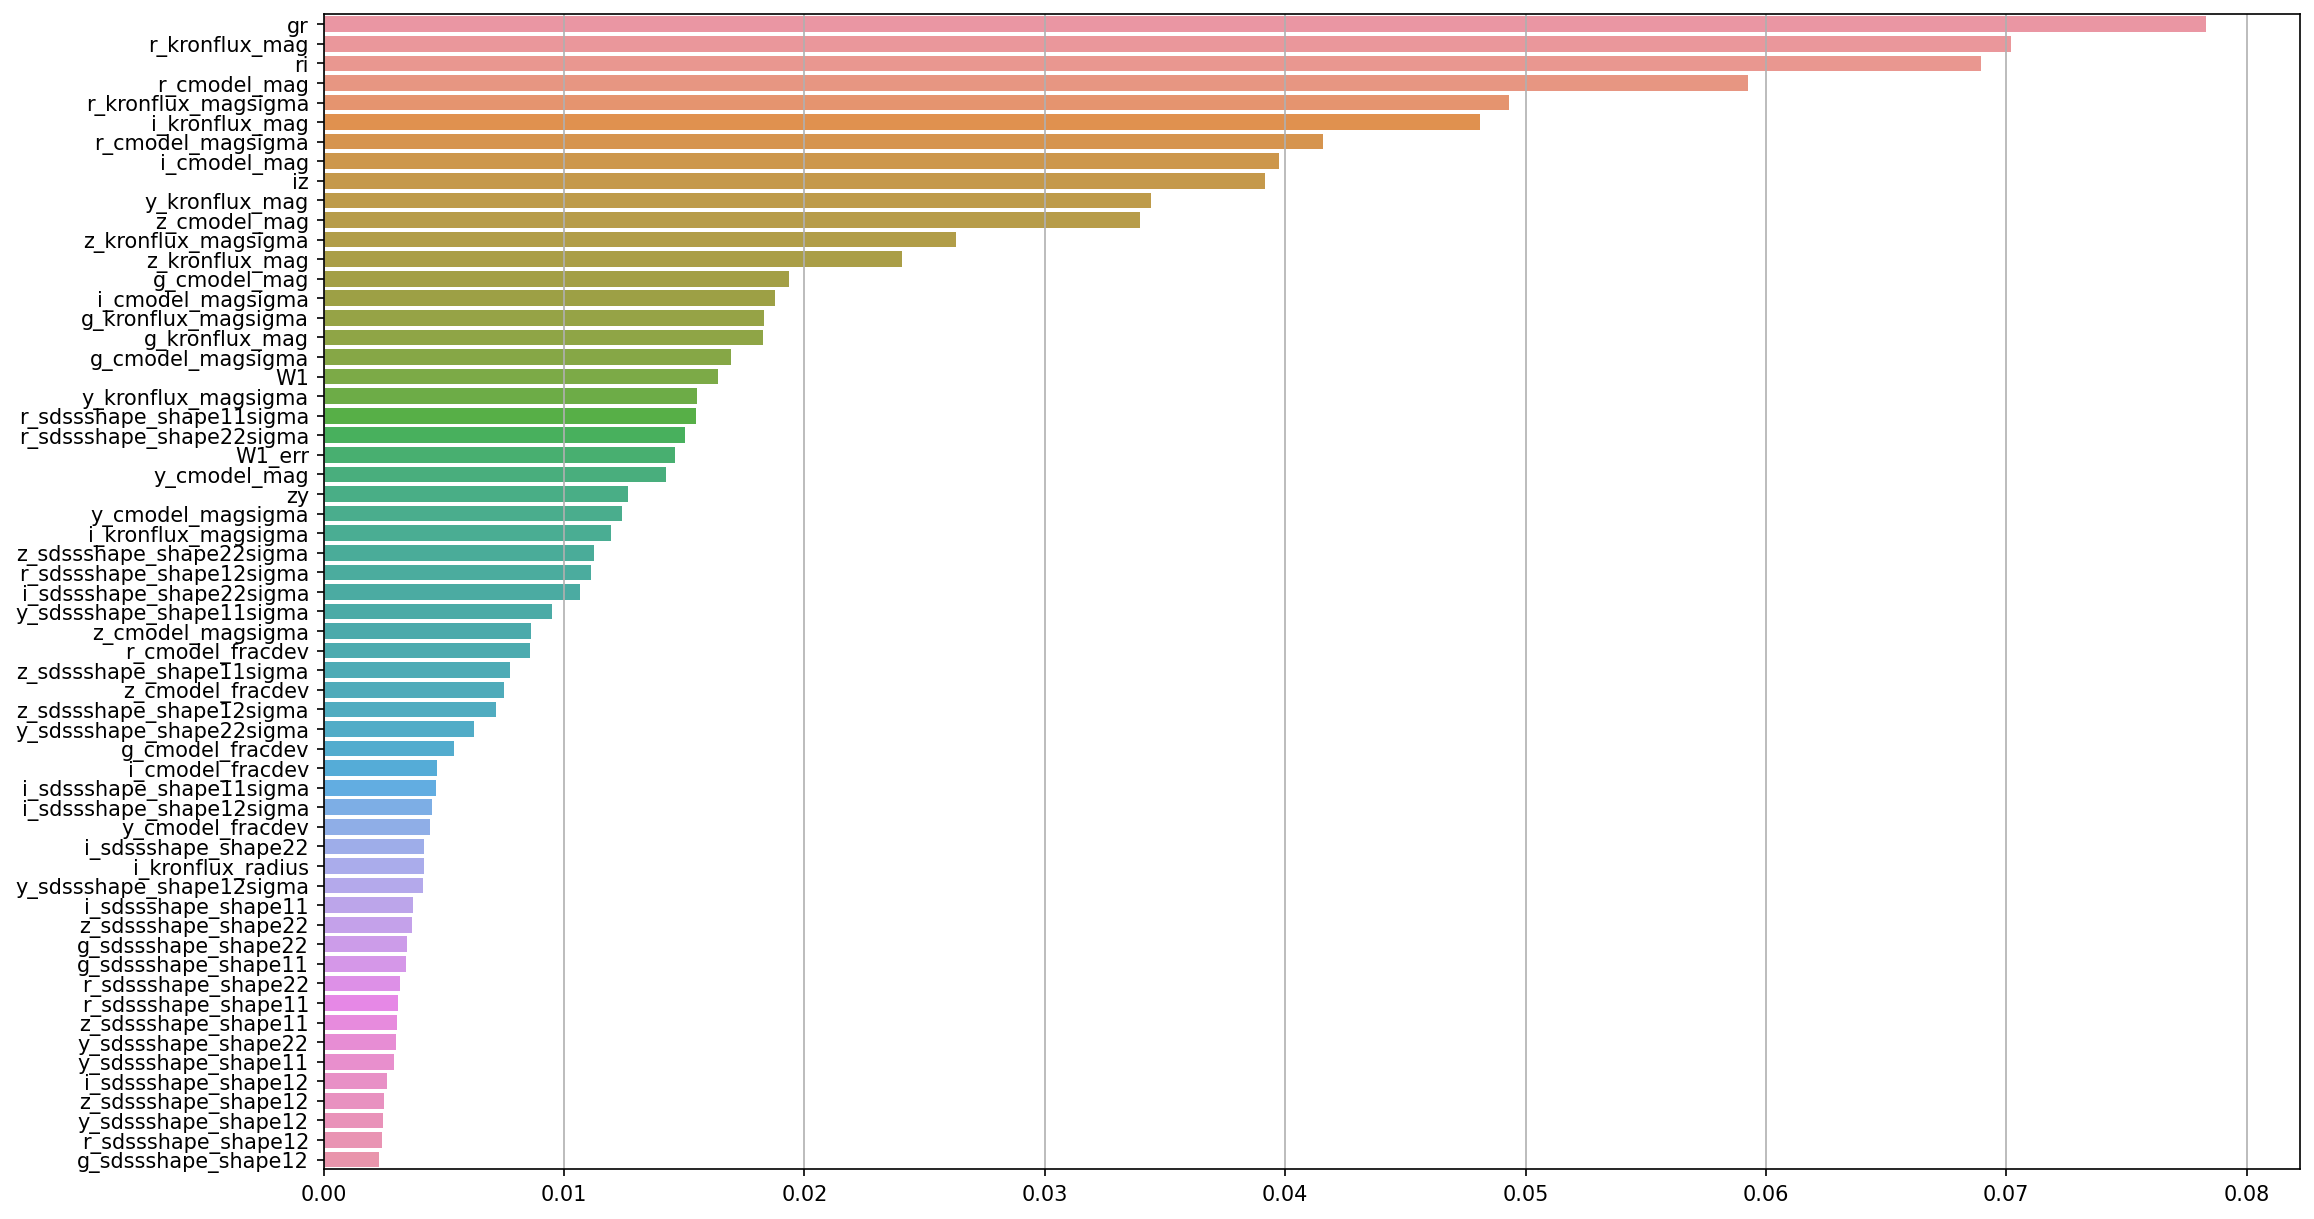 gr
r_kronflux_mag
ri
r_cmodel_mag
r_kronflux_magsigma
i_kronflux_mag
r_cmodel_magsigma
i_cmodel_mag
iz
y_kronflux_mag
z_cmodel_mag
z_kronflux_magsigma
z_kronflux_mag
g_cmodel_mag
i_cmodel_magsigma
g_kronflux_magsigma
g_kronflux_mag
g_cmodel_magsigma
W1
y_kronflux_magsigma
r_sdssshape_shape11sigma
r_sdssshape_shape22sigma
W1_err
y_cmodel_mag
zy
y_cmodel_magsigma
i_kronflux_magsigma
z_sdssshape_shape22sigma
r_sdssshape_shape12sigma
i_sdssshape_shape22sigma
y_sdssshape_shape11sigma
z_cmodel_magsigma
r_cmodel_fracdev
z_sdssshape_shape11sigma
z_cmodel_fracdev
z_sdssshape_shape12sigma
y_sdssshape_shape22sigma
g_cmodel_fracdev
i_cmodel_fracdev
i_sdssshape_shape11sigma
i_sdssshape_shape12sigma
y_cmodel_fracdev
i_sdssshape_shape22
i_kronflux_radius
y_sdssshape_shape12sigma
i_sdssshape_shape11
z_sdssshape_shape22
g_sdssshape_shape22
g_sdssshape_shape11
r_sdssshape_shape22
r_sdssshape_shape11
z_sdssshape_shape11
y_sdssshape_shape22
y_sdssshape_shape11
i_sdssshape_shape12
z_sdssshape_shape12
y_sdssshape_shape12
r_sdssshape_shape12
g_sdssshape_shape12
0.00 0.01 0.02 0.03 0.04 0.05 0.06 0.07 0.08